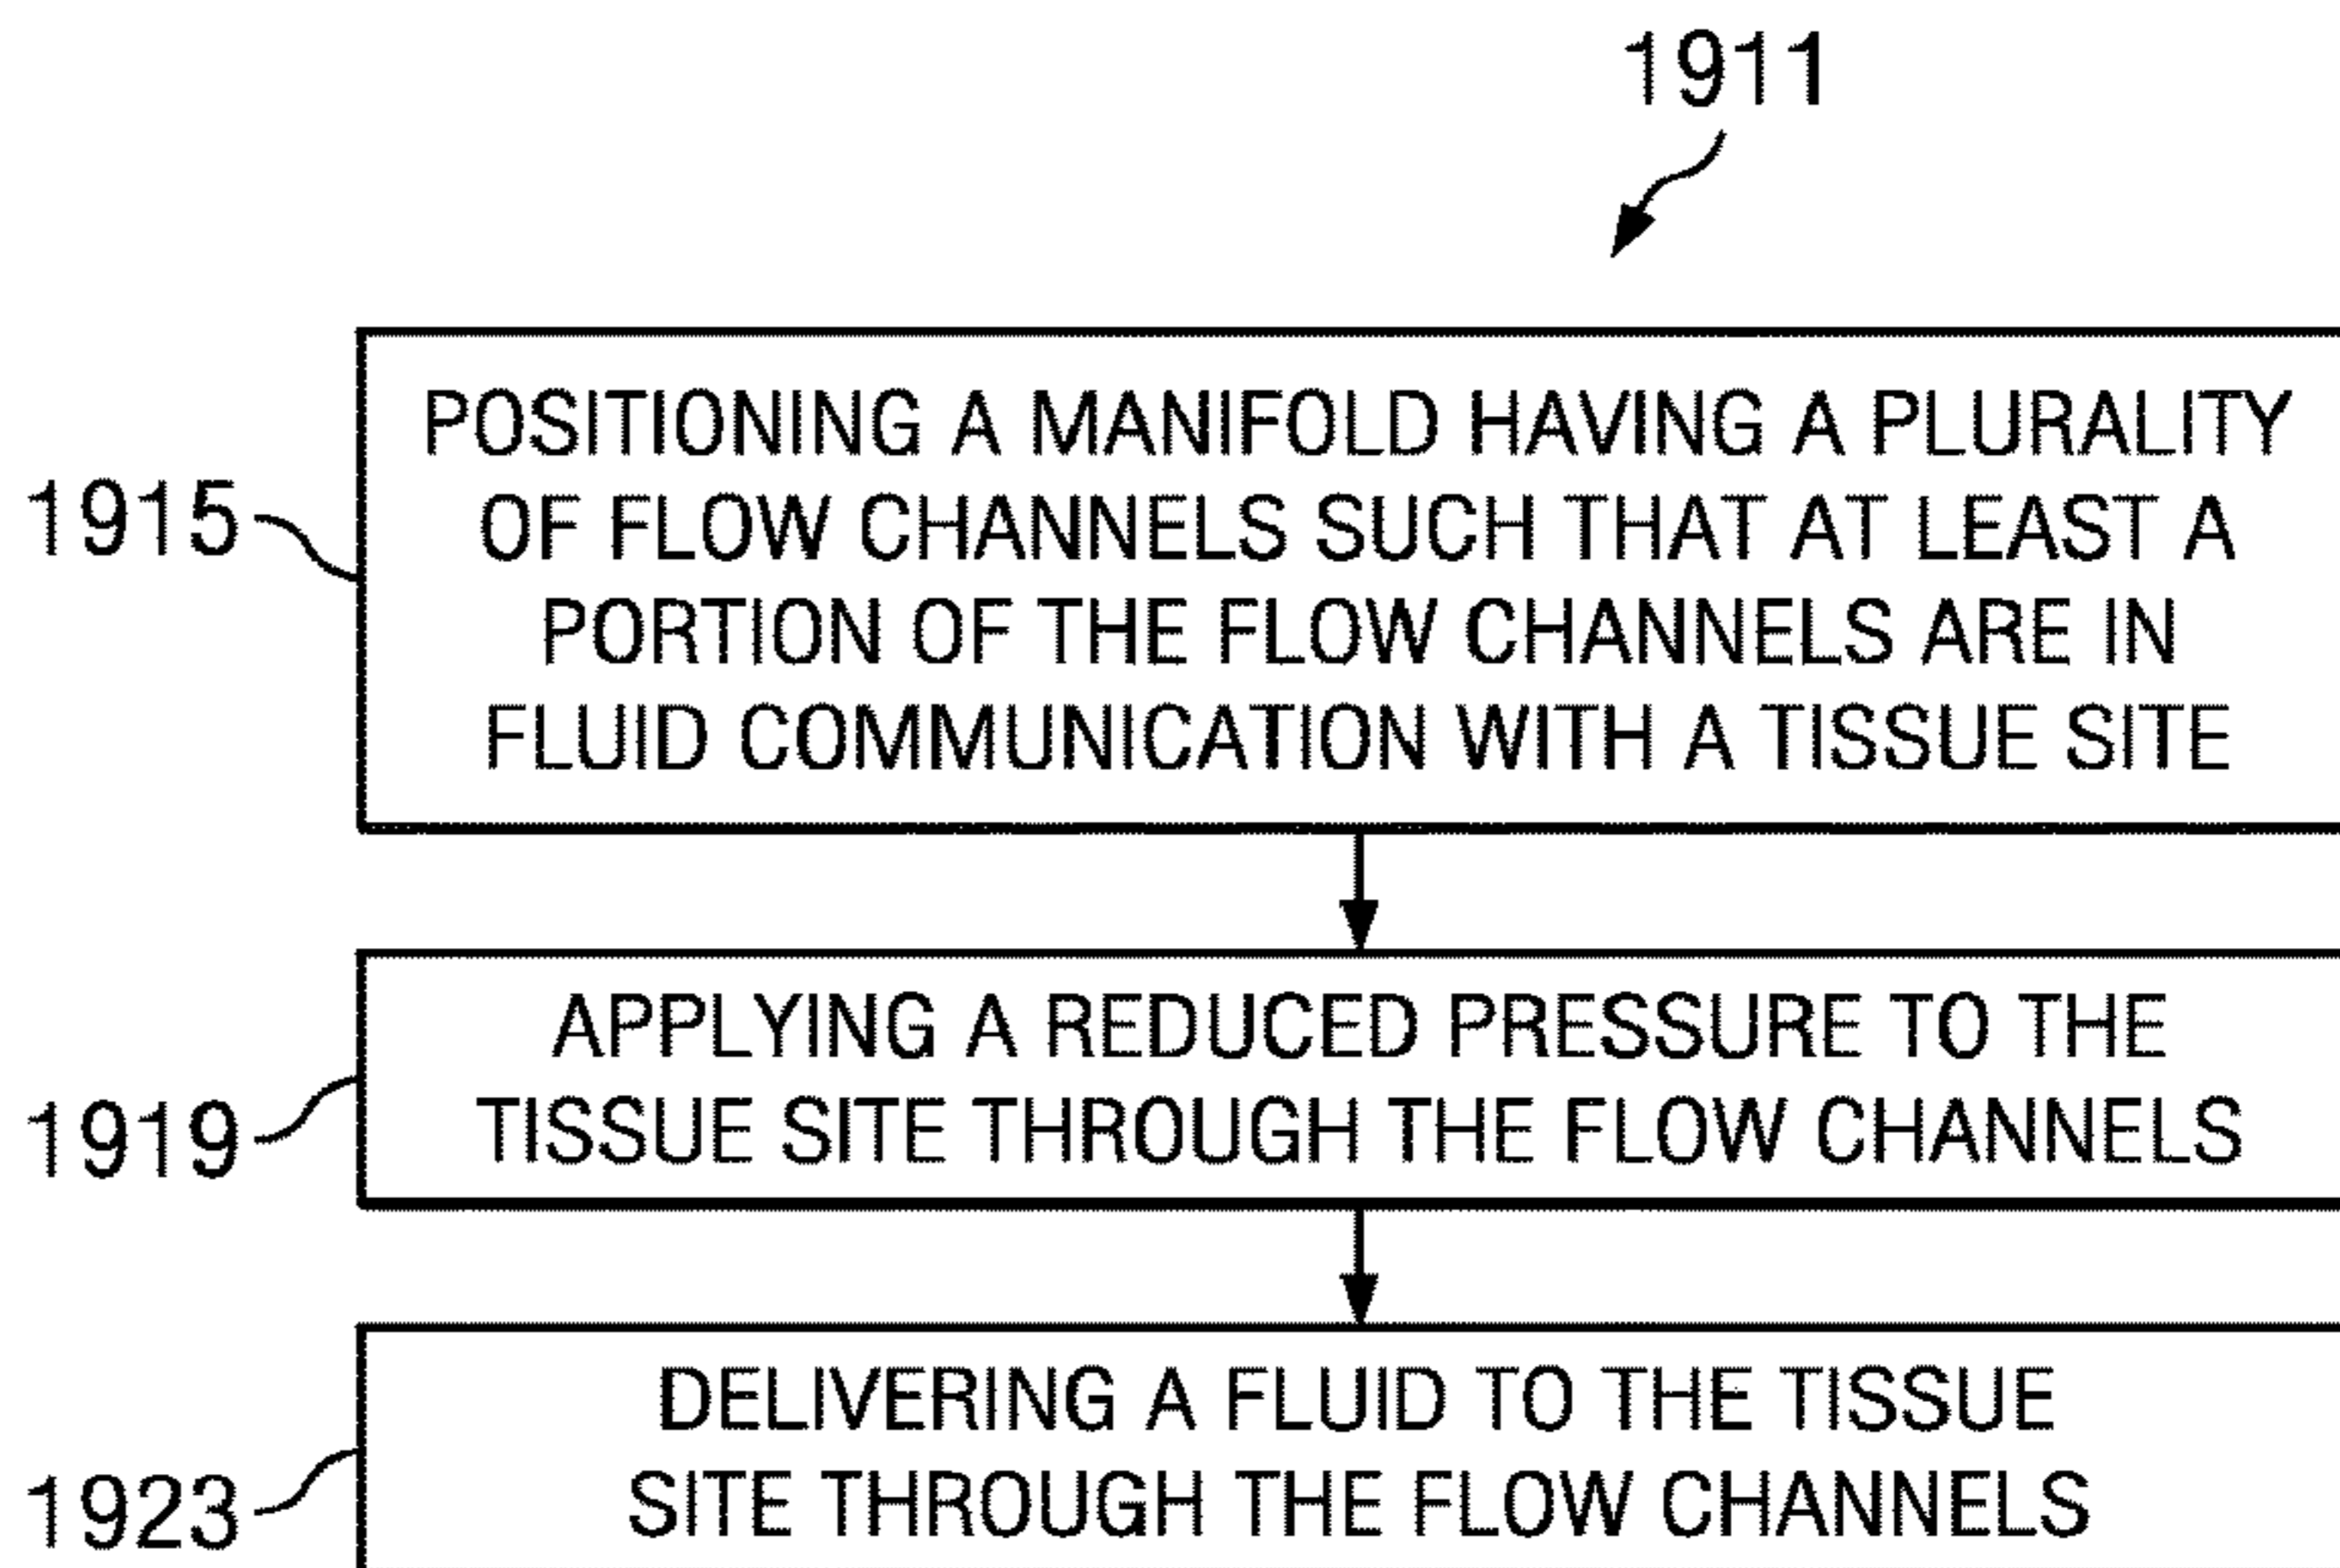 1911
POSITIONING A MANIFOLD HAVING A PLURALITY
OF FLOW CHANNELS SUCH THAT AT LEAST A
PORTION OF THE FLOW CHANNELS ARE IN
FLUID COMMUNICATION WITH A TISSUE SITE
1915
APPLYING A REDUCED PRESSURE TO THE
TISSUE SITE THROUGH THE FLOW CHANNELS
1919
DELIVERING A FLUID TO THE TISSUE
SITE THROUGH THE FLOW CHANNELS
1923